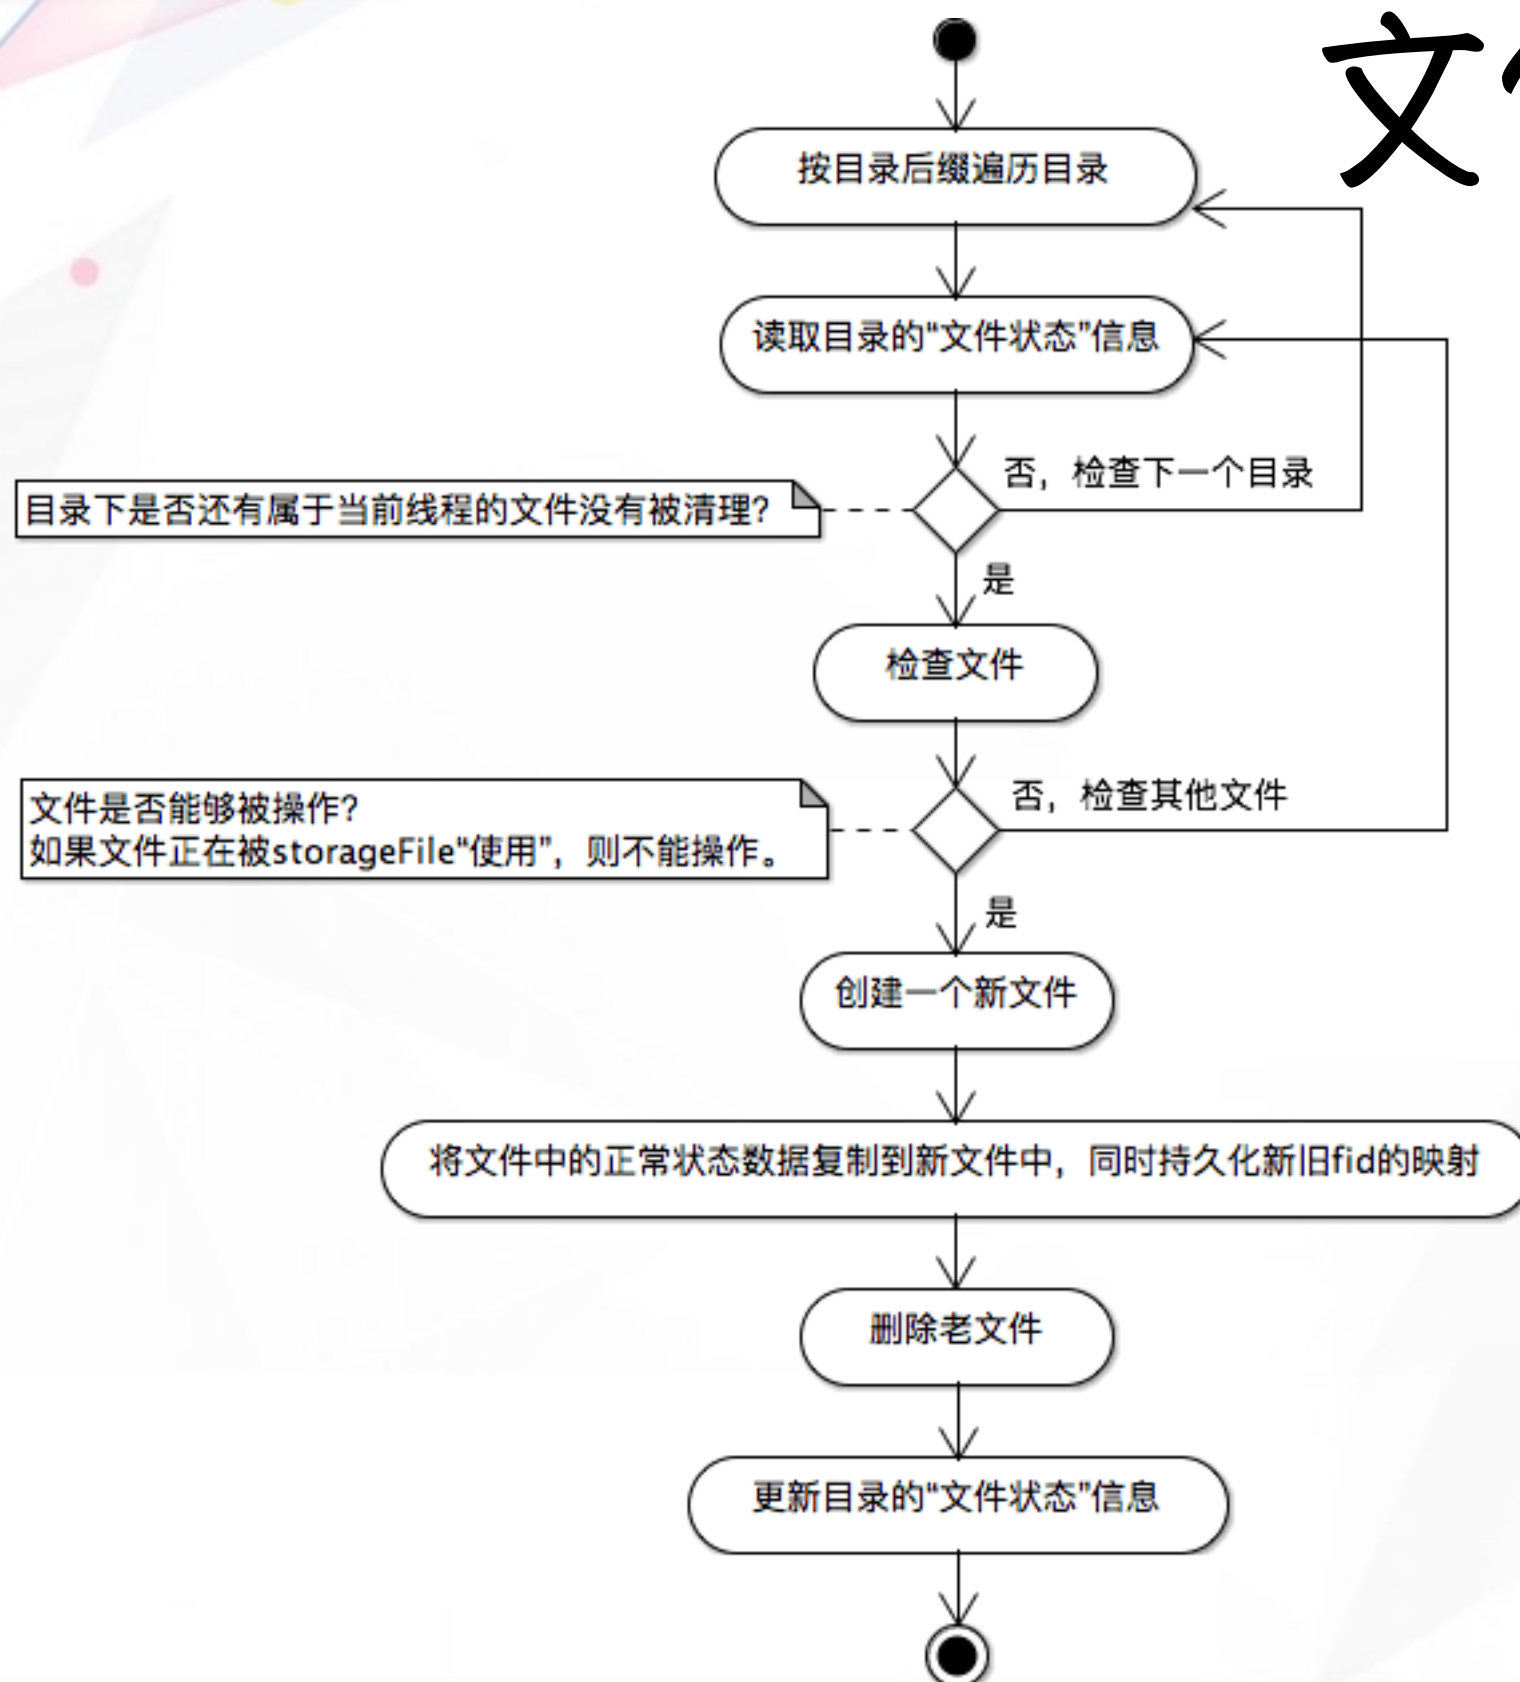 文
按目录后缀遍历目录
读取目录的“文件状态”信息
否，检查下一个目录
目录下是否还有属于当前线程的文件没有被清理？
是
检查文件
否，检查其他文件
文件是否能够被操作？
如果文件正在被storageFile“使用”，则不能操作。
是
创建一个新文件
将文件中的正常状态数据复制到新文件中，同时持久化新旧fid的映射
删除老文件
更新目录的“文件状态”信息